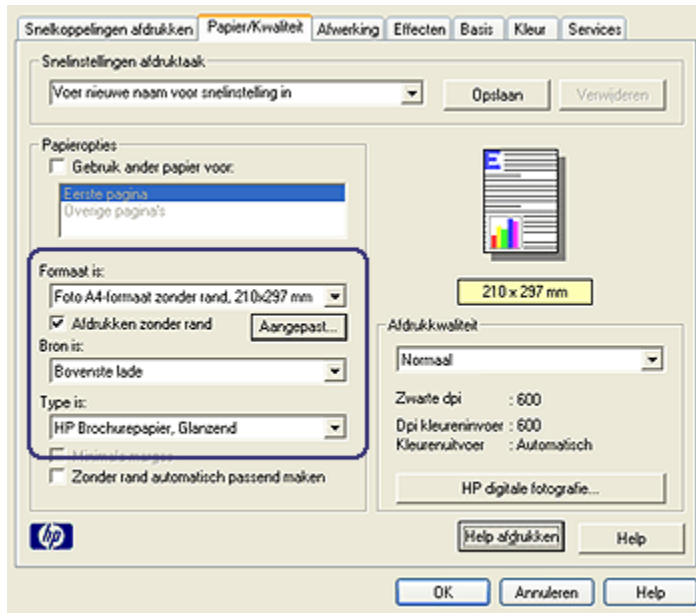 Snelkoppelingen afdrukken Papier/Kwaliteit Afwerking Effecten Basis Kleur Services
Snelinstellingen afdruktaak
Voer nieuwe naam voor snelinstelling in
Opslaan
Verwijderen
Papieropties
Gebruik ander papier voor:
Eerste pagina
Overige pagina's
E
210 x 297 mm
Formaat is:
Foto A4-formaat zonder rand, 210x297 mm
Afdrukken zonder rand
Aangepast...
Bron is:
Bovenste lade
Type is:
HP Brochurepapier, Glanzend
Minimale marges
Zonder rand automatisch passend maken
Afdrukkwaliteit
Normaal
Zwarte dpi : 600
Dpi kleureninvoer : 600
Kleurenuitvoer : Automatisch
HP digitale fotografie...
hp
Help afdrukken
Help
OK
Annuleren
Help